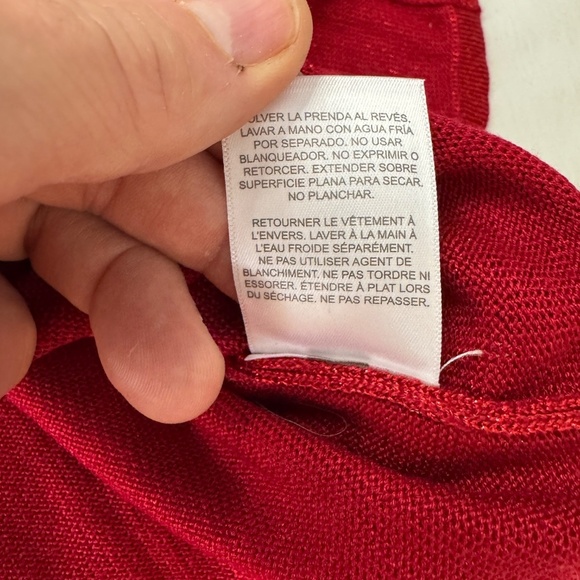 VOLVER LA PRENDA AL REVÉS.
LAVAR A MANO CON AGUA FRÍA
POR SEPARADO. NO USAR
BLANQUEADOR. NO EXPRIMIR O
RETORCER. EXTENDER SOBRE
SUPERFICIE PLANA PARA SECAR.
NO PLANCHAR.
RETOURNER LE VÊTEMENT À
L'ENVERS. LAVER À LA MAIN À
L'EAU FROIDE SÉPARÉMENT.
NE PAS UTILISER AGENT DE
BLANCHIMENT. NE PAS TORDRE NI
ESSORER. ÉTENDRE À PLAT LORS
DU SÉCHAGE. NE PAS REPASSER.